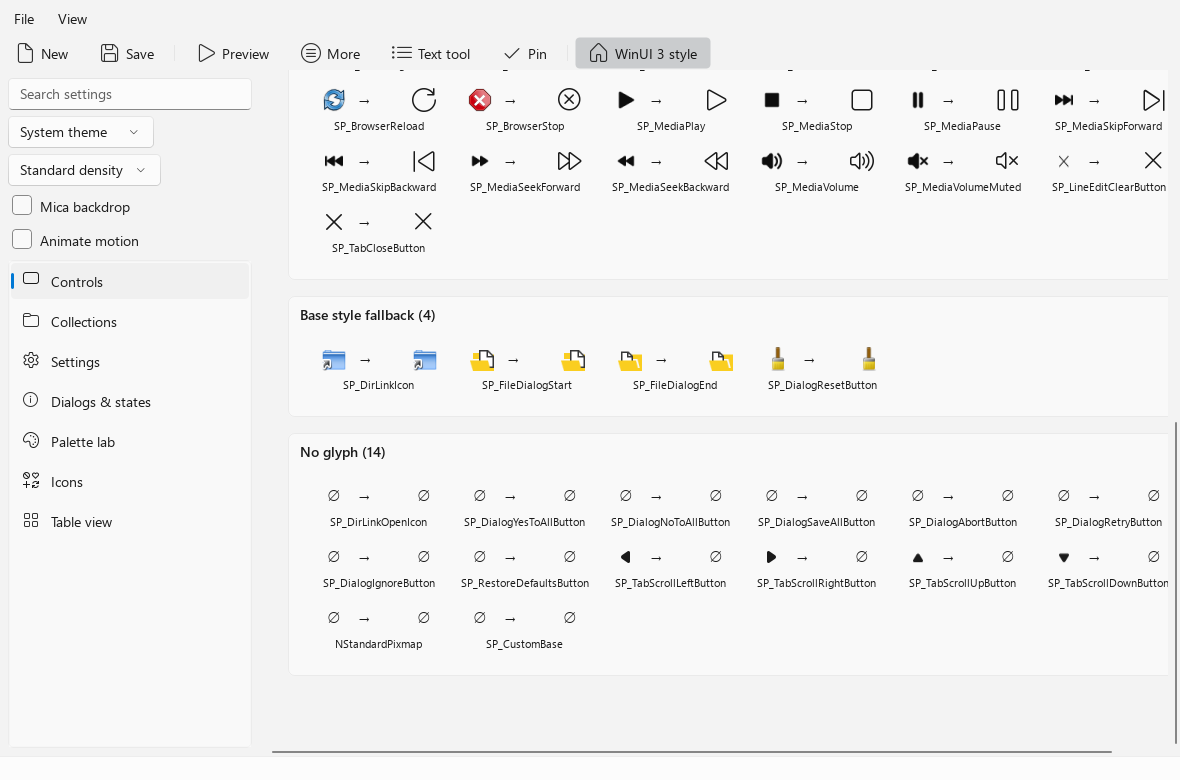 File View
New Save Preview More Text tool Pin WinUI 3 style
Search settings
System theme
Standard density
Mica backdrop
Animate motion
Controls
Collections
Settings
Dialogs & states
Palette lab
Icons
Table view
→ → → → → →
SP_BrowserReload SP_BrowserStop SP_MediaPlay SP_MediaStop SP_MediaPause SP_MediaSkipForward
→ → → → → →
SP_MediaSkipBackward SP_MediaSeekForward SP_MediaSeekBackward SP_MediaVolume SP_MediaVolumeMuted SP_LineEditClearButton
→
SP_TabCloseButton
Base style fallback (4)
→ → → →
SP_DirLinkIcon SP_FileDialogStart SP_FileDialogEnd SP_DialogResetButton
No glyph (14)
∅ → ∅ ∅ → ∅ ∅ → ∅ ∅ → ∅ ∅ → ∅ ∅ → ∅
SP_DirLinkOpenIcon SP_DialogYesToAllButton SP_DialogNoToAllButton SP_DialogSaveAllButton SP_DialogAbortButton SP_DialogRetryButton
∅ → ∅ ∅ → ∅ → ∅ → ∅ → ∅ → ∅
SP_DialogIgnoreButton SP_RestoreDefaultsButton SP_TabScrollLeftButton SP_TabScrollRightButton SP_TabScrollUpButton SP_TabScrollDownButton
∅ → ∅ ∅ → ∅
NStandardPixmap SP_CustomBase